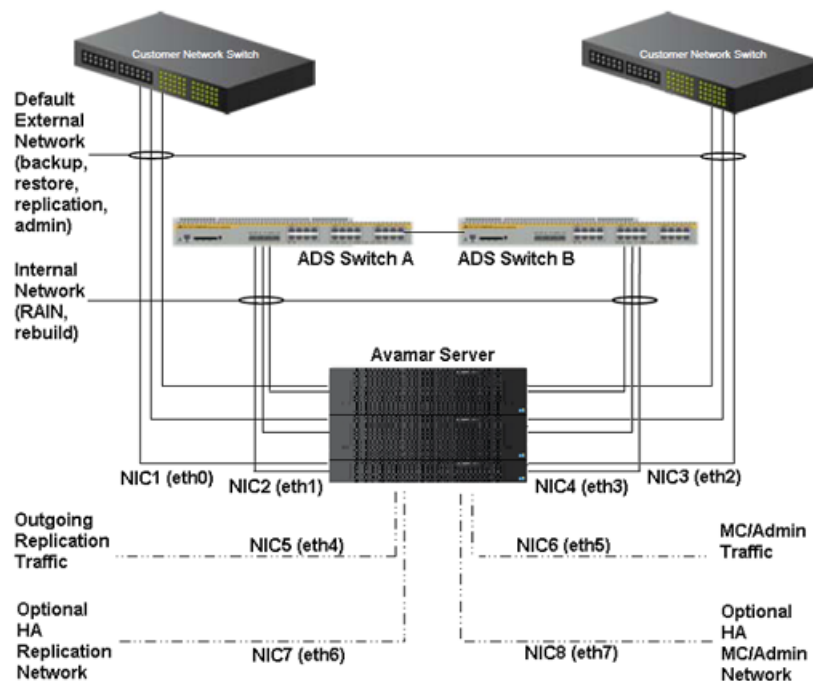 Customer Network Switch
Customer Network Switch
Default
External
Network
(backup,
restore,
replication,
admin)
ADS Switch A
ADS Switch B
Internal
Network
(RAIN,
rebuild)
Avamar Server
NIC1 (eth0)
NIC2 (eth1)
NIC4 (eth3)
NIC3 (eth2)
Outgoing
Replication
Traffic
NIC5 (eth4)
NIC6 (eth5)
MC/Admin
Traffic
Optional
HA
Replication
Network
NIC7 (eth6)
NIC8 (eth7)
Optional
HA
MC/Admin
Network